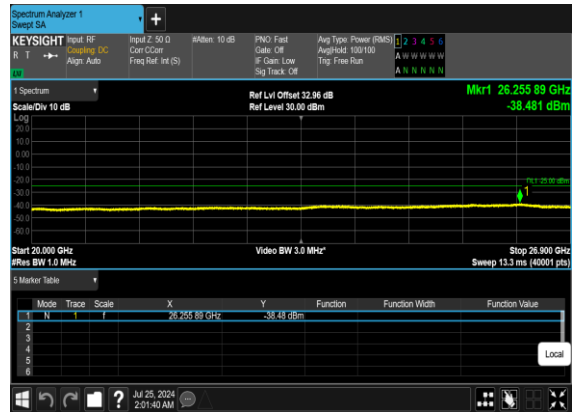 Spectrum Analyzer 1
Swept SA
KEYSIGHT Input: RF Input Z: 50 Ω #Atten: 10 dB PNO: Fast Avg Type: Power (RMS) 1 2 3 4 5 6
R T Coupling: DC Corr CCorr Gate: Off Avg|Hold: 100/100 A W W W W W
Align: Auto Freq Ref: Int (S) IF Gain: Low Trig: Free Run
LV Sig Track: Off A N N N N N
1 Spectrum Ref Lvl Offset 32.96 dB Mkr1 26.255 89 GHz
Scale/Div 10 dB Ref Level 30.00 dBm -38.481 dBm
Log
20.0
10.0
0.00
-10.0
-20.0
DL1 -25.00 dBm
-30.0
1
-40.0
-50.0
-60.0
Start 20.000 GHz Video BW 3.0 MHz* Stop 26.900 GHz
#Res BW 1.0 MHz Sweep 13.3 ms (40001 pts)
5 Marker Table
Mode Trace Scale X Y Function Function Width Function Value
1 N 1 f 26.255 89 GHz -38.48 dBm
2
3
4
5
6
Local
? Jul 25, 2024
2:01:40 AM